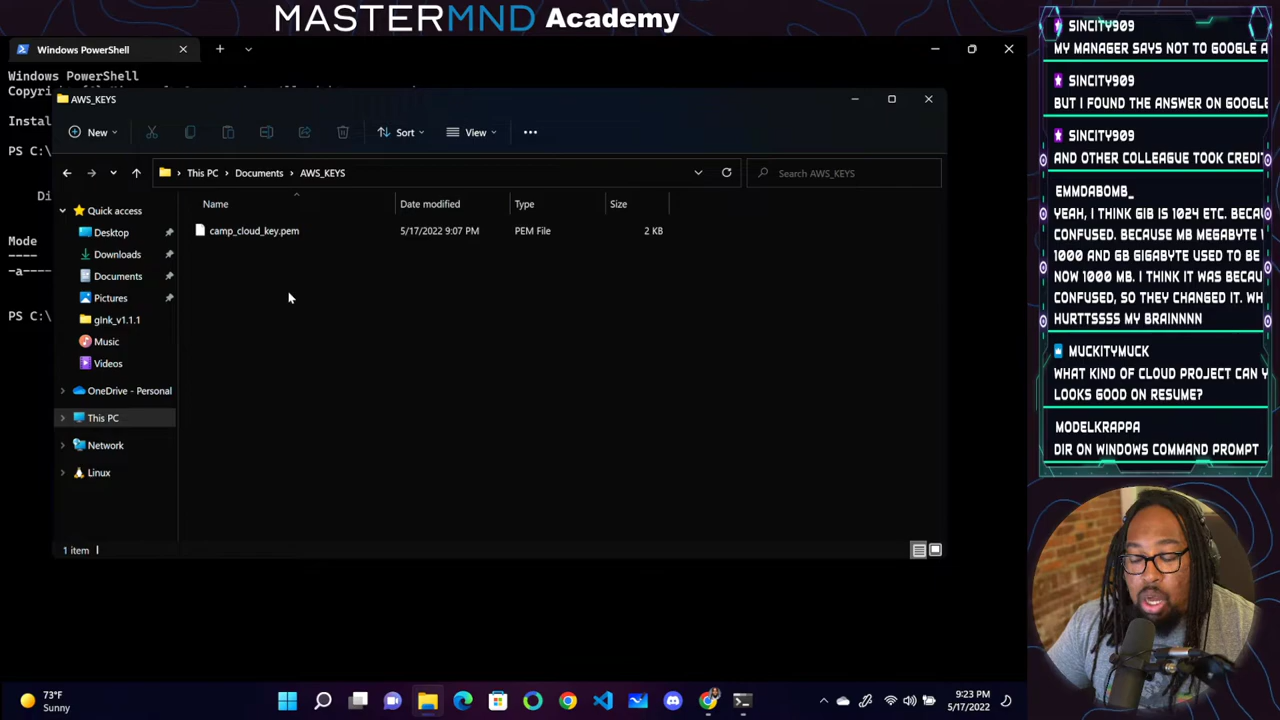 MASTERMND Academy
Windows PowerShell
Windows PowerShell
Copyri
Instal
PS C:\
Di
Mode
----
-a----
PS C:\
AWS_KEYS
New
Sort
View
This PC
Documents
AWS_KEYS
Search AWS_KEYS
Name
Date modified
Type
Size
camp_cloud_key.pem
5/17/2022 9:07 PM
PEM File
2 KB
Quick access
Desktop
Downloads
Documents
Pictures
gInk_v1.1.1
Music
Videos
OneDrive - Personal
This PC
Network
Linux
1 item
SINCITY909
MY MANAGER SAYS NOT TO GOOGLE A
SINCITY909
BUT I FOUND THE ANSWER ON GOOGLE
SINCITY909
AND OTHER COLLEAGUE TOOK CREDI
EMMDABOMB_
YEAH, I THINK GIB IS 1024 ETC. BECAU
CONFUSED. BECAUSE MB MEGABYTE 1
1000 AND GB GIGABYTE USED TO BE
NOW 1000 MB. I THINK IT WAS BECAU
CONFUSED, SO THEY CHANGED IT. WH
HURTTSSSS MY BRAINNNN
MUCKITYMUCK
WHAT KIND OF CLOUD PROJECT CAN Y
LOOKS GOOD ON RESUME?
MODELKRAPPA
DIR ON WINDOWS COMMAND PROMPT
73°F
Sunny
9:23 PM
5/17/2022